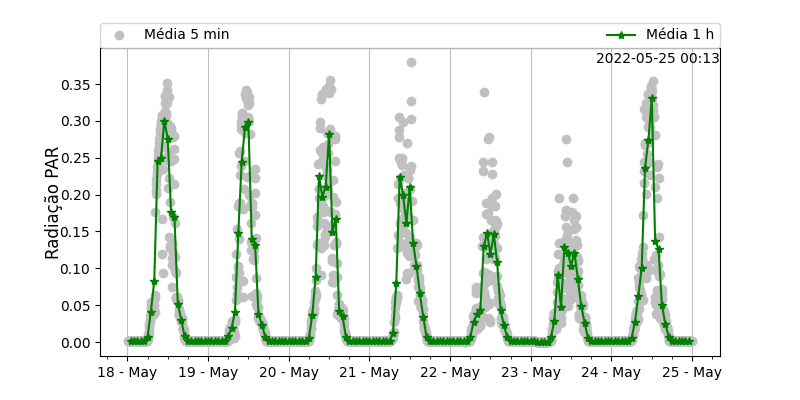 Média 5 min
Média 1 h
2022-05-25 00:13
Radiação PAR
0.35
0.30
0.25
0.20
0.15
0.10
0.05
0.00
18 - May 19 - May 20 - May 21 - May 22 - May 23 - May 24 - May 25 - May